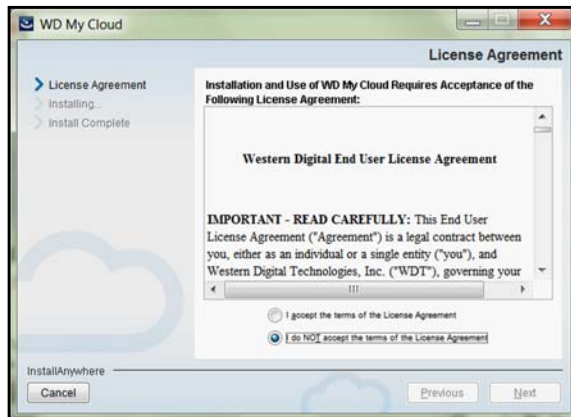 WD My Cloud
License Agreement
License Agreement
Installing...
Install Complete
Installation and Use of WD My Cloud Requires Acceptance of the
Following License Agreement:
Western Digital End User License Agreement
IMPORTANT - READ CAREFULLY: This End User
License Agreement ("Agreement") is a legal contract between
you, either as an individual or a single entity ("you"), and
Western Digital Technologies, Inc. ("WDT"), governing your
I accept the terms of the License Agreement
I do NOT accept the terms of the License Agreement
InstallAnywhere
Cancel
Previous
Next